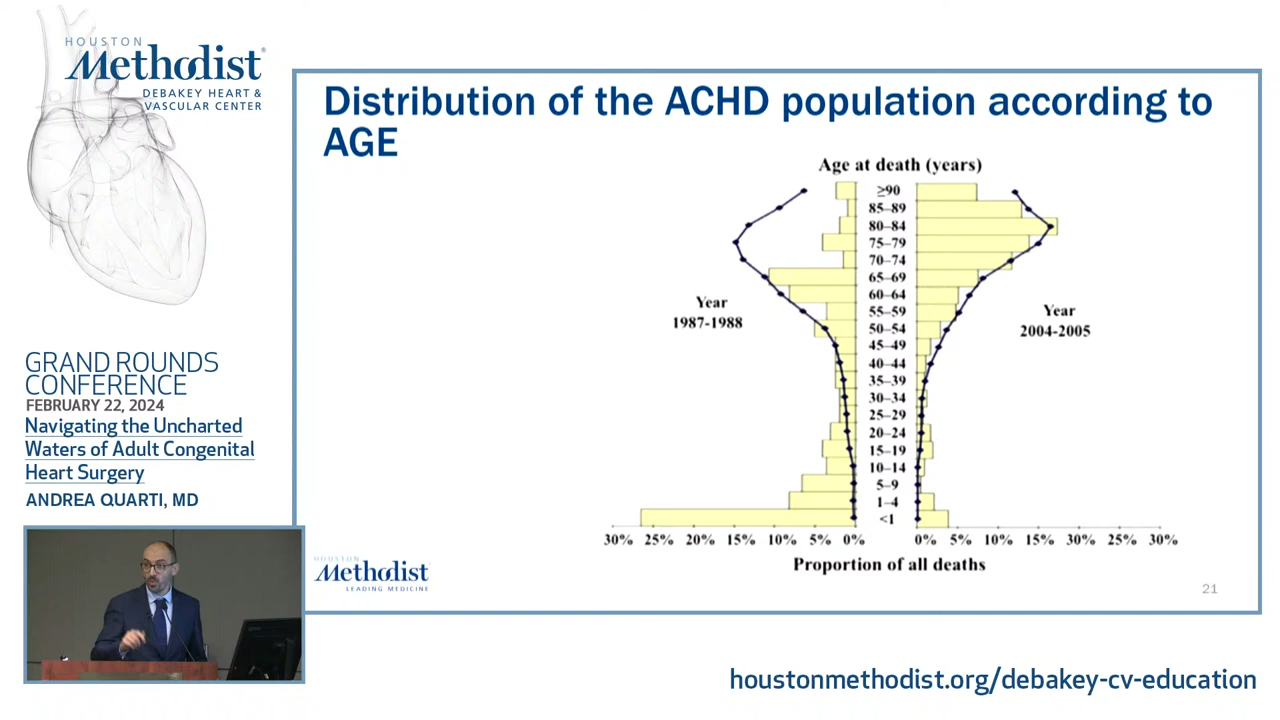 HOUSTON
Methodist®
DEBAKEY HEART &
VASCULAR CENTER
GRAND ROUNDS
CONFERENCE
FEBRUARY 22, 2024
Navigating the Uncharted
Waters of Adult Congenital
Heart Surgery
ANDREA QUARTI, MD
Distribution of the ACHD population according to
AGE
Age at death (years)
≥90
85–89
80–84
75–79
70–74
65–69
60–64
55–59
50–54
45–49
40–44
35–39
30–34
25–29
20–24
15–19
10–14
5–9
1–4
<1
Year
1987-1988
Year
2004-2005
30% 25% 20% 15% 10% 5% 0% 0% 5% 10% 15% 30% 25% 30%
Proportion of all deaths
HOUSTON
Methodist
LEADING MEDICINE
21
houstonmethodist.org/debakey-cv-education